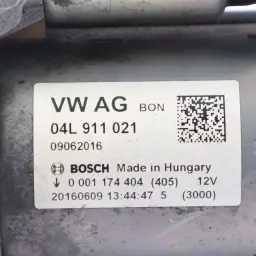 VW AG BON
04L 911 021
09062016
BOSCH Made in Hungary
↓ 0 001 174 404 (405) 12V
20160609 13:44:47 5 (3000)